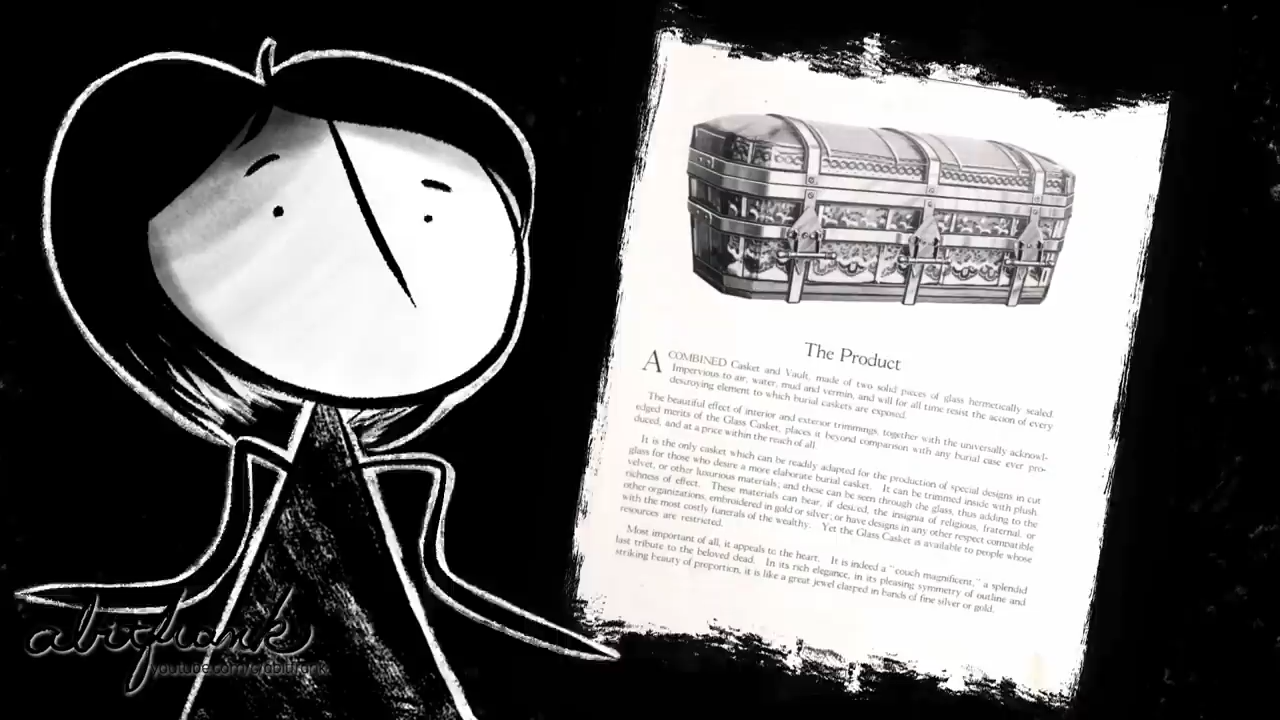 The Product
A COMBINED Casket and Vault, made of two solid pieces of glass hermetically sealed.
Impervious to air, water, mud and vermin, and will for all time resist the action of every
destroying element to which burial caskets are exposed.
The beautiful effect of interior and exterior trimmings, together with the universally acknowl-
edged merits of the Glass Casket, places it beyond comparison with any burial case ever pro-
duced, and at a price within the reach of all.
It is the only casket which can be readily adapted for the production of special designs in cut
glass for those who desire a more elaborate burial casket. It can be trimmed inside with plush,
velvet, or other luxurious materials; and these can be seen through the glass, thus adding to the
richness of effect. These materials can bear, if desired, the insignia of religious, fraternal, or
other organizations, embroidered in gold or silver; or have designs in any other respect compatible
with the most costly funerals of the wealthy. Yet the Glass Casket is available to people whose
resources are restricted.
Most important of all, it appeals to the heart. It is indeed a "couch magnificent," a splendid
last tribute to the beloved dead. In its rich elegance, in its pleasing symmetry of outline and
striking beauty of proportion, it is like a great jewel clasped in bands of fine silver or gold.
abitfrank
youtube.com/c/abitfrank